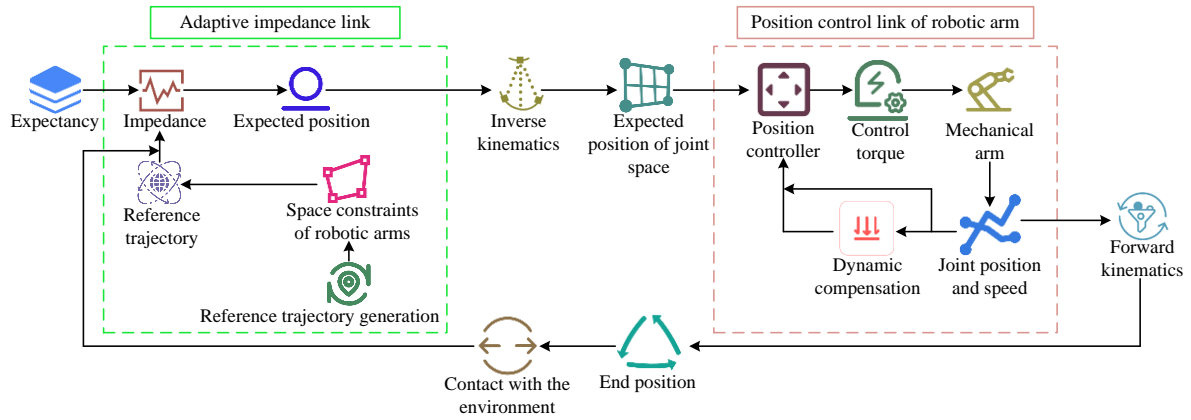 Adaptive impedance link
Position control link of robotic arm
Expectancy
Impedance
Expected position
Inverse
kinematics
Expected
position of joint
space
Position
controller
Control
torque
Mechanical
arm
Reference
trajectory
Space constraints
of robotic arms
Reference trajectory generation
Dynamic
compensation
Joint position
and speed
Forward
kinematics
Contact with the
environment
End position